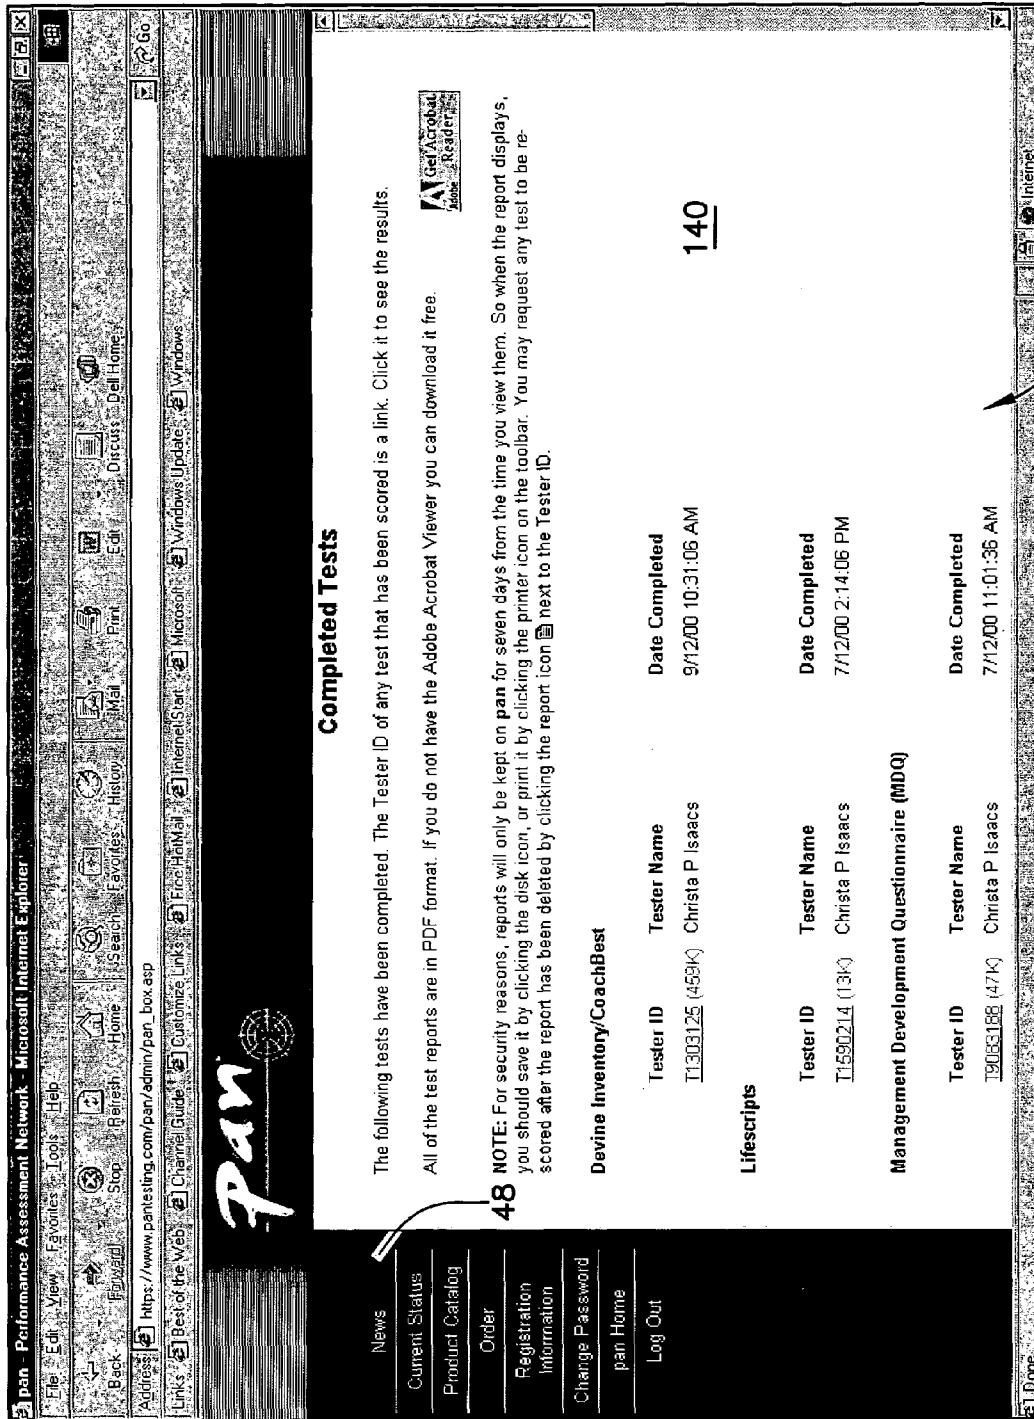 pan - Performance Assessment Network - Microsoft Internet Explorer
File Edit View Favorites Tools Help
Back Forward Stop Refresh Home Search Favorites History Mail Print Edit Discuss Dell Home
Address https://www.pantesting.com/pan/admin/pan_box.asp Go
Links Best of the Web Channel Guide Customize Links Free HotMail Internet Start Microsoft Windows Update Windows
pan
News
Current Status
Product Catalog
Order
Registration
Information
Change Password
pan Home
Log Out
48
Completed Tests
The following tests have been completed. The Tester ID of any test that has been scored is a link. Click it to see the results.
All of the test reports are in PDF format. If you do not have the Adobe Acrobat Viewer you can download it free.
Get Acrobat
Adobe Reader
NOTE: For security reasons, reports will only be kept on pan for seven days from the time you view them. So when the report displays,
you should save it by clicking the disk icon, or print it by clicking the printer icon on the toolbar. You may request any test to be re-
scored after the report has been deleted by clicking the report icon next to the Tester ID.
140
Devine Inventory/CoachBest
Tester ID Tester Name Date Completed
T1303125 (459K) Christa P Isaacs 9/12/00 10:31:06 AM
Lifescripts
Tester ID Tester Name Date Completed
T1590214 (13K) Christa P Isaacs 7/12/00 2:14:06 PM
Management Development Questionnaire (MDQ)
Tester ID Tester Name Date Completed
T9083188 (47K) Christa P Isaacs 7/12/00 11:01:36 AM
Done Internet